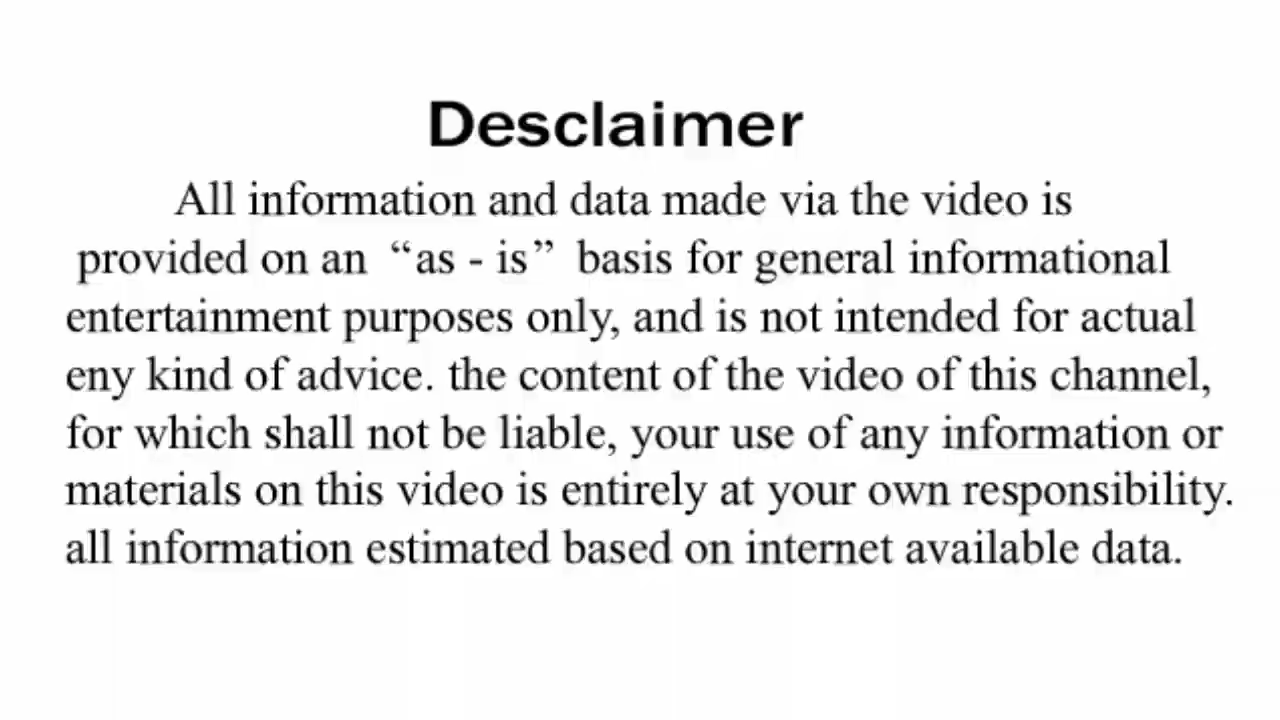 Desclaimer
All information and data made via the video is
provided on an “as - is” basis for general informational
entertainment purposes only, and is not intended for actual
eny kind of advice. the content of the video of this channel,
for which shall not be liable, your use of any information or
materials on this video is entirely at your own responsibility.
all information estimated based on internet available data.